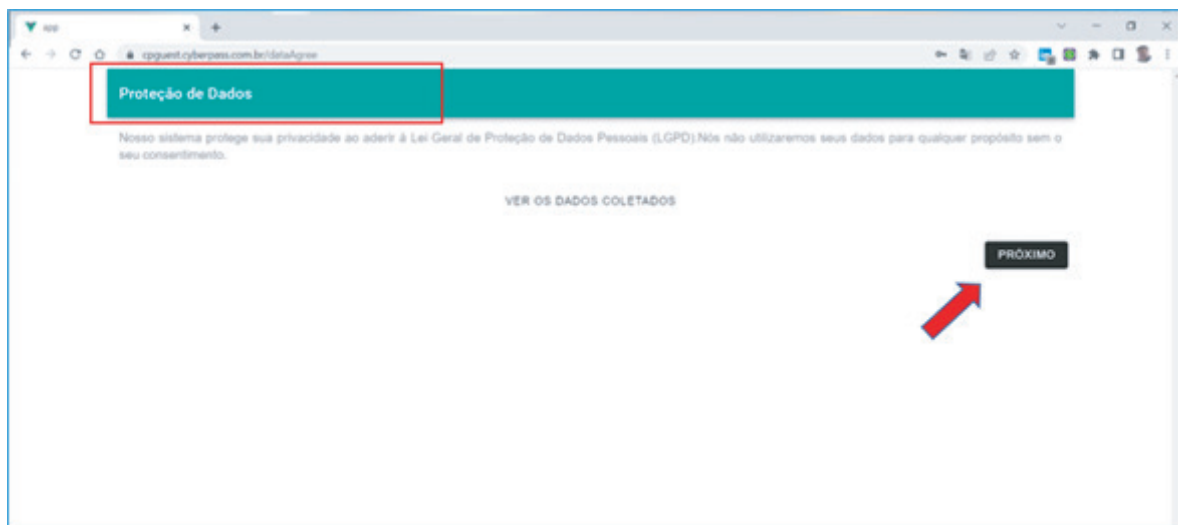 app
cpguest.cyberpass.com.br/dataAgree
Proteção de Dados
Nosso sistema protege sua privacidade ao aderir à Lei Geral de Proteção de Dados Pessoais (LGPD).Nós não utilizaremos seus dados para qualquer propósito sem o
seu consentimento.
VER OS DADOS COLETADOS
PRÓXIMO